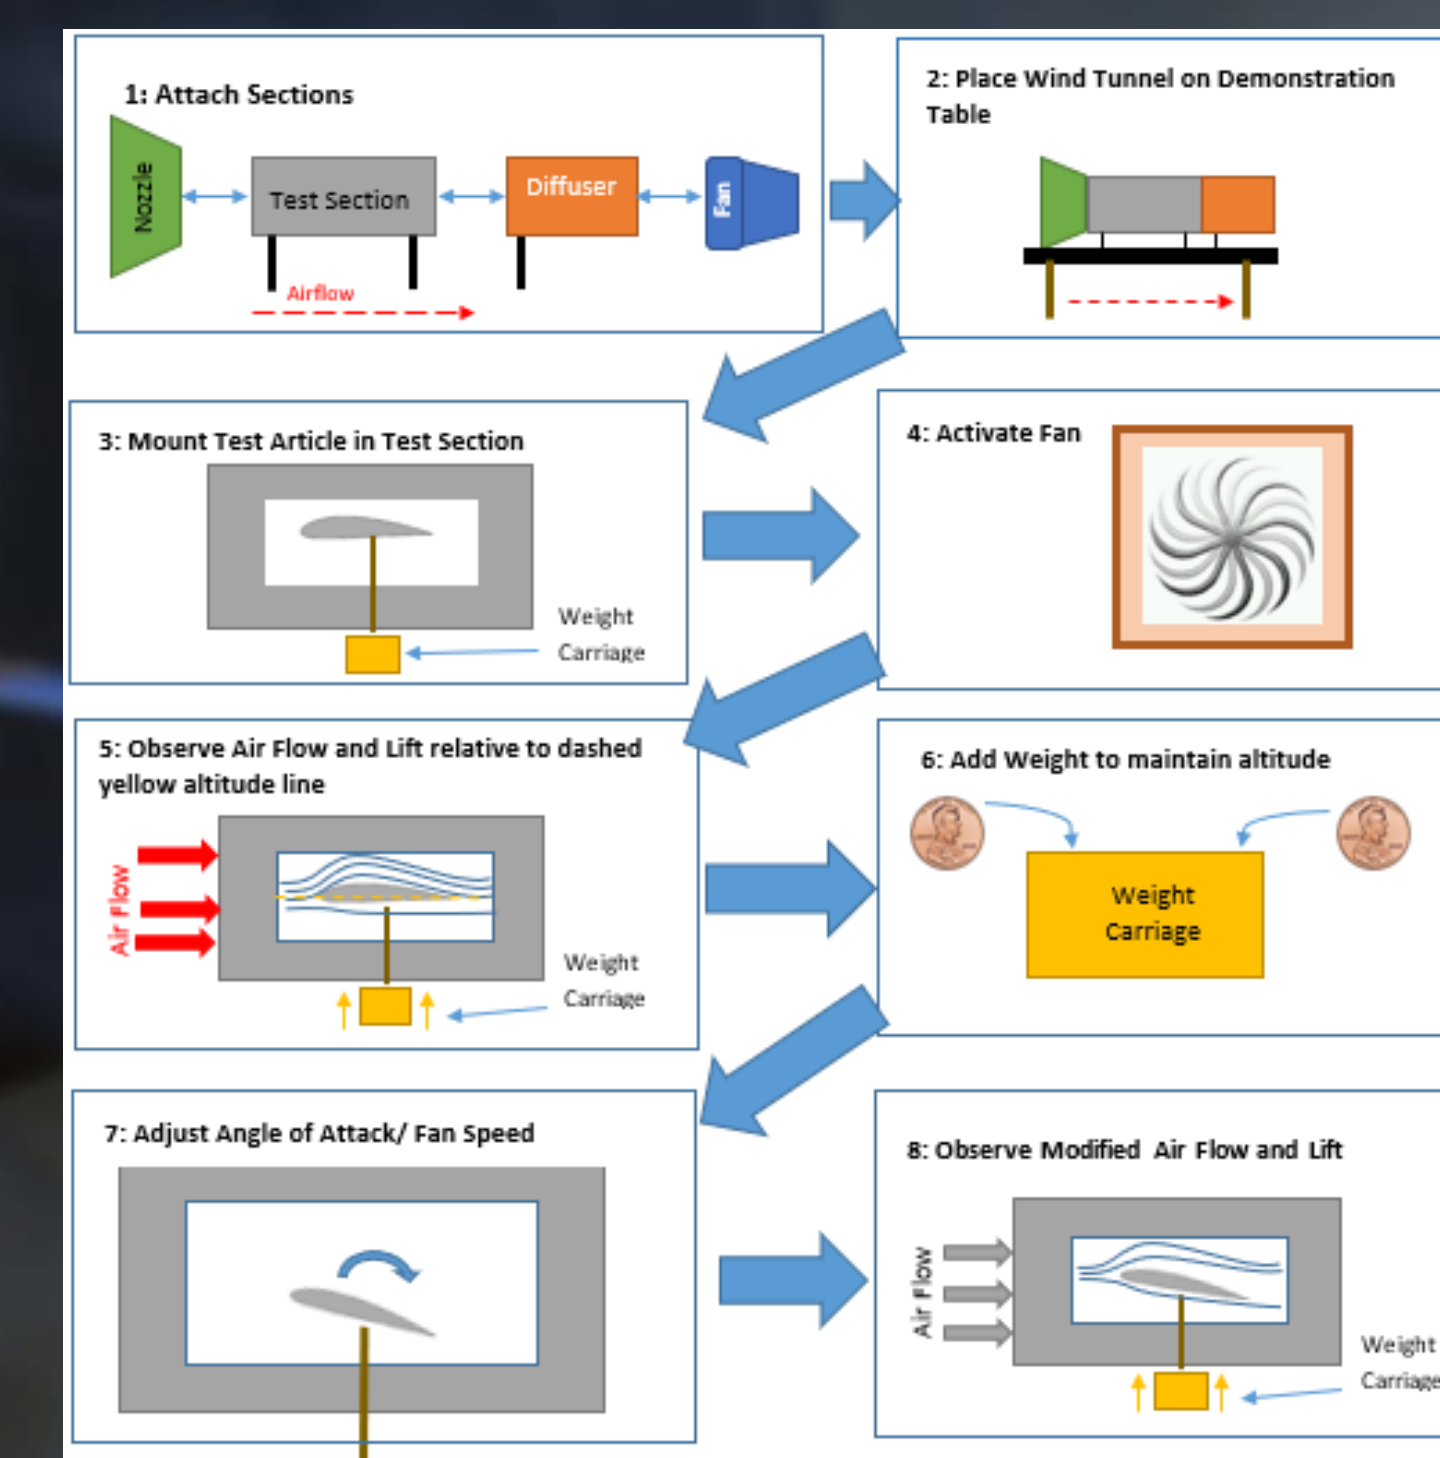 1: Attach Sections
Nozzle
Test Section
Diffuser
Fan
Airflow
2: Place Wind Tunnel on Demonstration
Table
3: Mount Test Article in Test Section
Weight
Carriage
4: Activate Fan
5: Observe Air Flow and Lift relative to dashed
yellow altitude line
Air Flow
Weight
Carriage
6: Add Weight to maintain altitude
Weight
Carriage
7: Adjust Angle of Attack/ Fan Speed
8: Observe Modified Air Flow and Lift
Air Flow
Weight
Carriage